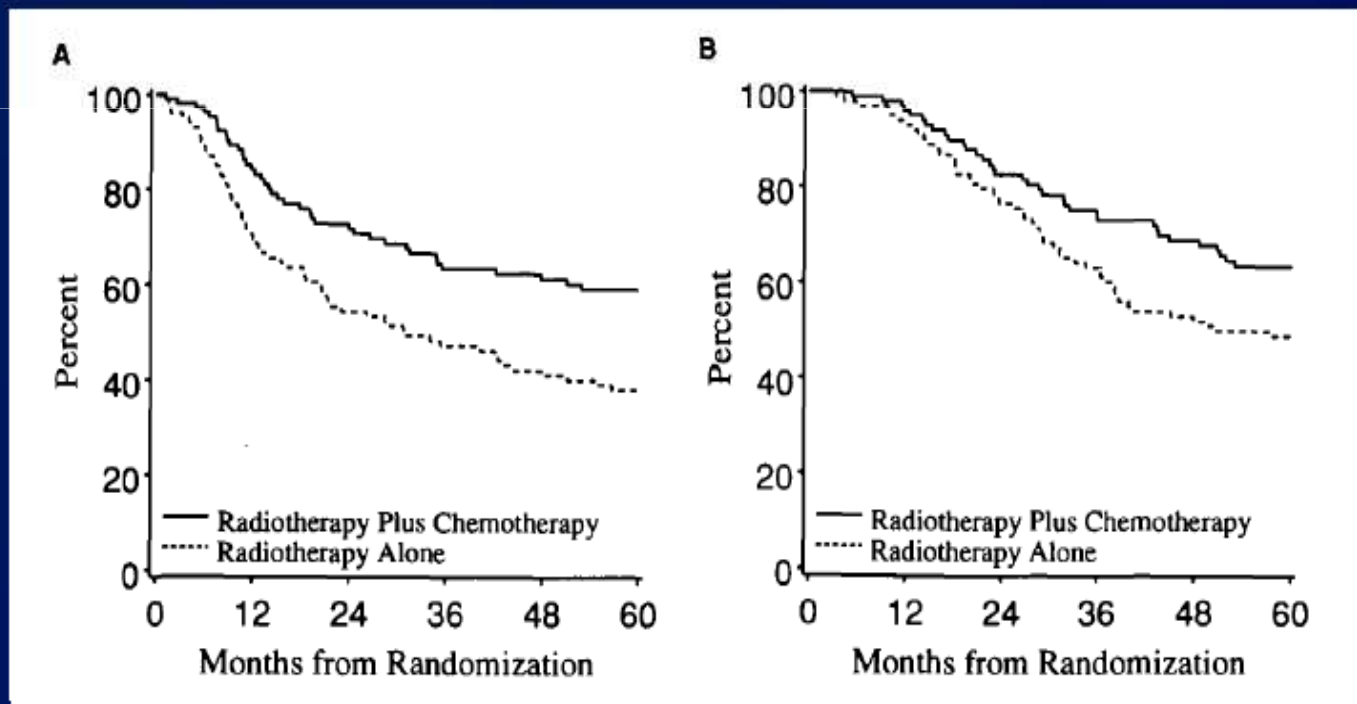 A
100
80
60
40
20
0
Percent
Radiotherapy Plus Chemotherapy
Radiotherapy Alone
0 12 24 36 48 60
Months from Randomization
B
100
80
60
40
20
0
Percent
Radiotherapy Plus Chemotherapy
Radiotherapy Alone
0 12 24 36 48 60
Months from Randomization